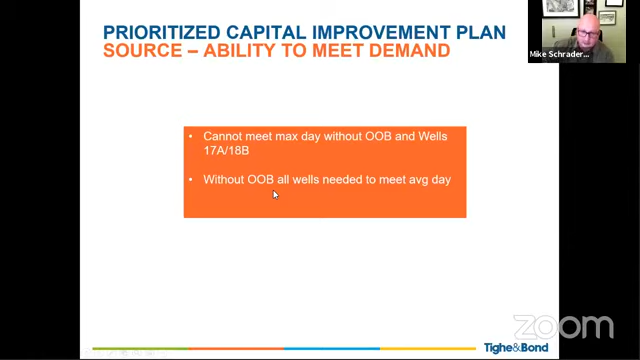 PRIORITIZED CAPITAL IMPROVEMENT PLAN
SOURCE – ABILITY TO MEET DEMAND
Mike Schrader...
• Cannot meet max day without OOB and Wells
17A/18B
• Without OOB all wells needed to meet avg day
zoom
Tighe&Bond